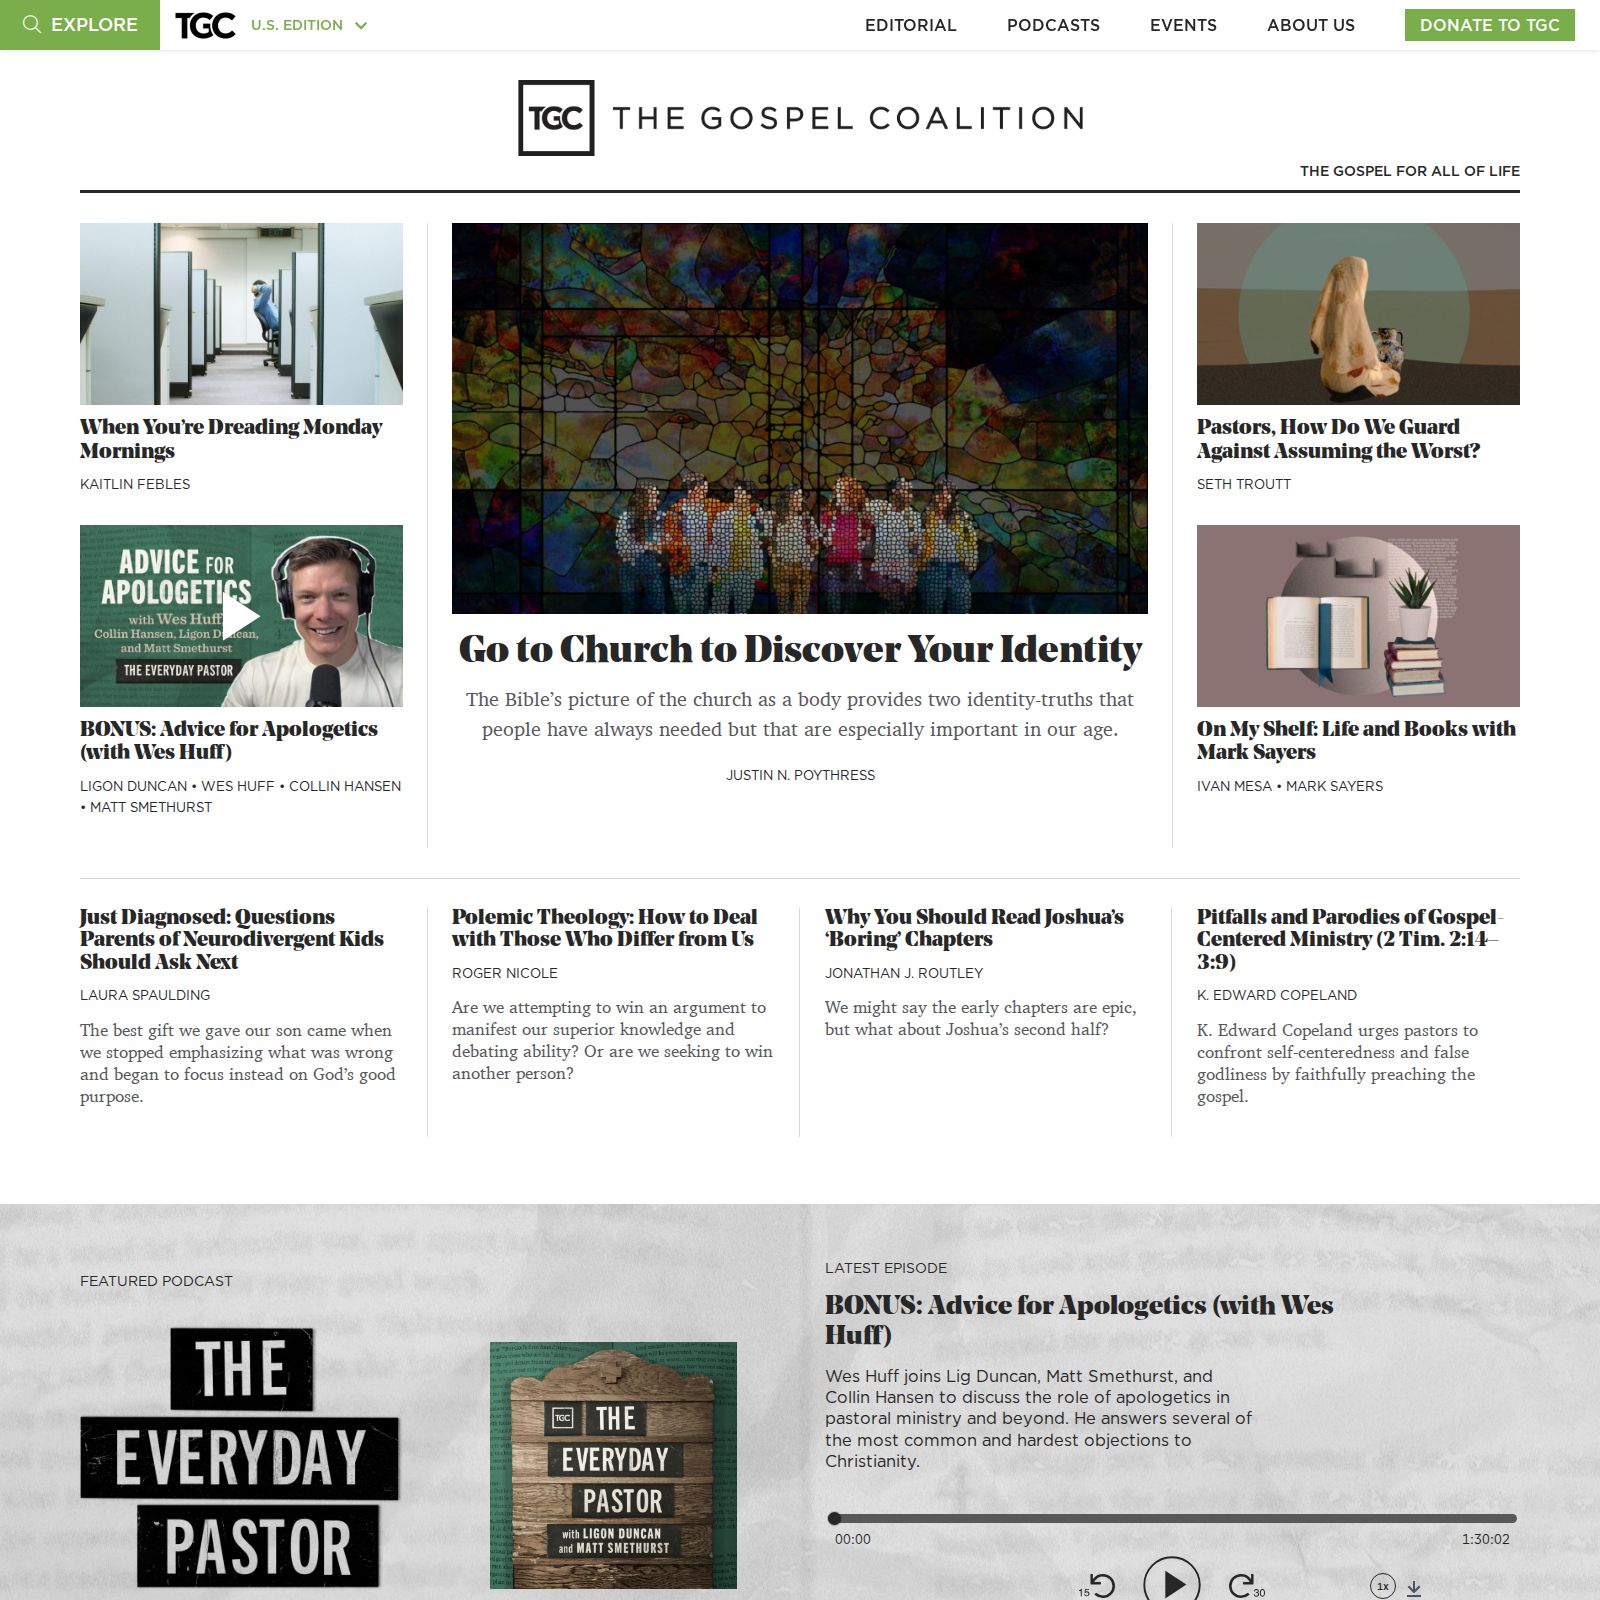 EXPLORE
TGC
U.S. EDITION
EDITORIAL
PODCASTS
EVENTS
ABOUT US
DONATE TO TGC
TGC THE GOSPEL COALITION
THE GOSPEL FOR ALL OF LIFE
When You’re Dreading Monday
Mornings
KAITLIN FEBLES
ADVICE FOR
APOLOGETICS
with Wes Huff,
Collin Hansen, Ligon Duncan,
and Matt Smethurst
THE EVERYDAY PASTOR
BONUS: Advice for Apologetics
(with Wes Huff)
LIGON DUNCAN • WES HUFF • COLLIN HANSEN
• MATT SMETHURST
Go to Church to Discover Your Identity
The Bible’s picture of the church as a body provides two identity-truths that
people have always needed but that are especially important in our age.
JUSTIN N. POYTHRESS
Pastors, How Do We Guard
Against Assuming the Worst?
SETH TROUTT
On My Shelf: Life and Books with
Mark Sayers
IVAN MESA • MARK SAYERS
Just Diagnosed: Questions
Parents of Neurodivergent Kids
Should Ask Next
LAURA SPAULDING
The best gift we gave our son came when
we stopped emphasizing what was wrong
and began to focus instead on God’s good
purpose.
Polemic Theology: How to Deal
with Those Who Differ from Us
ROGER NICOLE
Are we attempting to win an argument to
manifest our superior knowledge and
debating ability? Or are we seeking to win
another person?
Why You Should Read Joshua’s
‘Boring’ Chapters
JONATHAN J. ROUTLEY
We might say the early chapters are epic,
but what about Joshua’s second half?
Pitfalls and Parodies of Gospel-
Centered Ministry (2 Tim. 2:14–
3:9)
K. EDWARD COPELAND
K. Edward Copeland urges pastors to
confront self-centeredness and false
godliness by faithfully preaching the
gospel.
FEATURED PODCAST
THE
EVERYDAY
PASTOR
TGC THE
EVERYDAY
PASTOR
with LIGON DUNCAN
and MATT SMETHURST
LATEST EPISODE
BONUS: Advice for Apologetics (with Wes
Huff)
Wes Huff joins Lig Duncan, Matt Smethurst, and
Collin Hansen to discuss the role of apologetics in
pastoral ministry and beyond. He answers several of
the most common and hardest objections to
Christianity.
00:00
1:30:02
15
30
1x